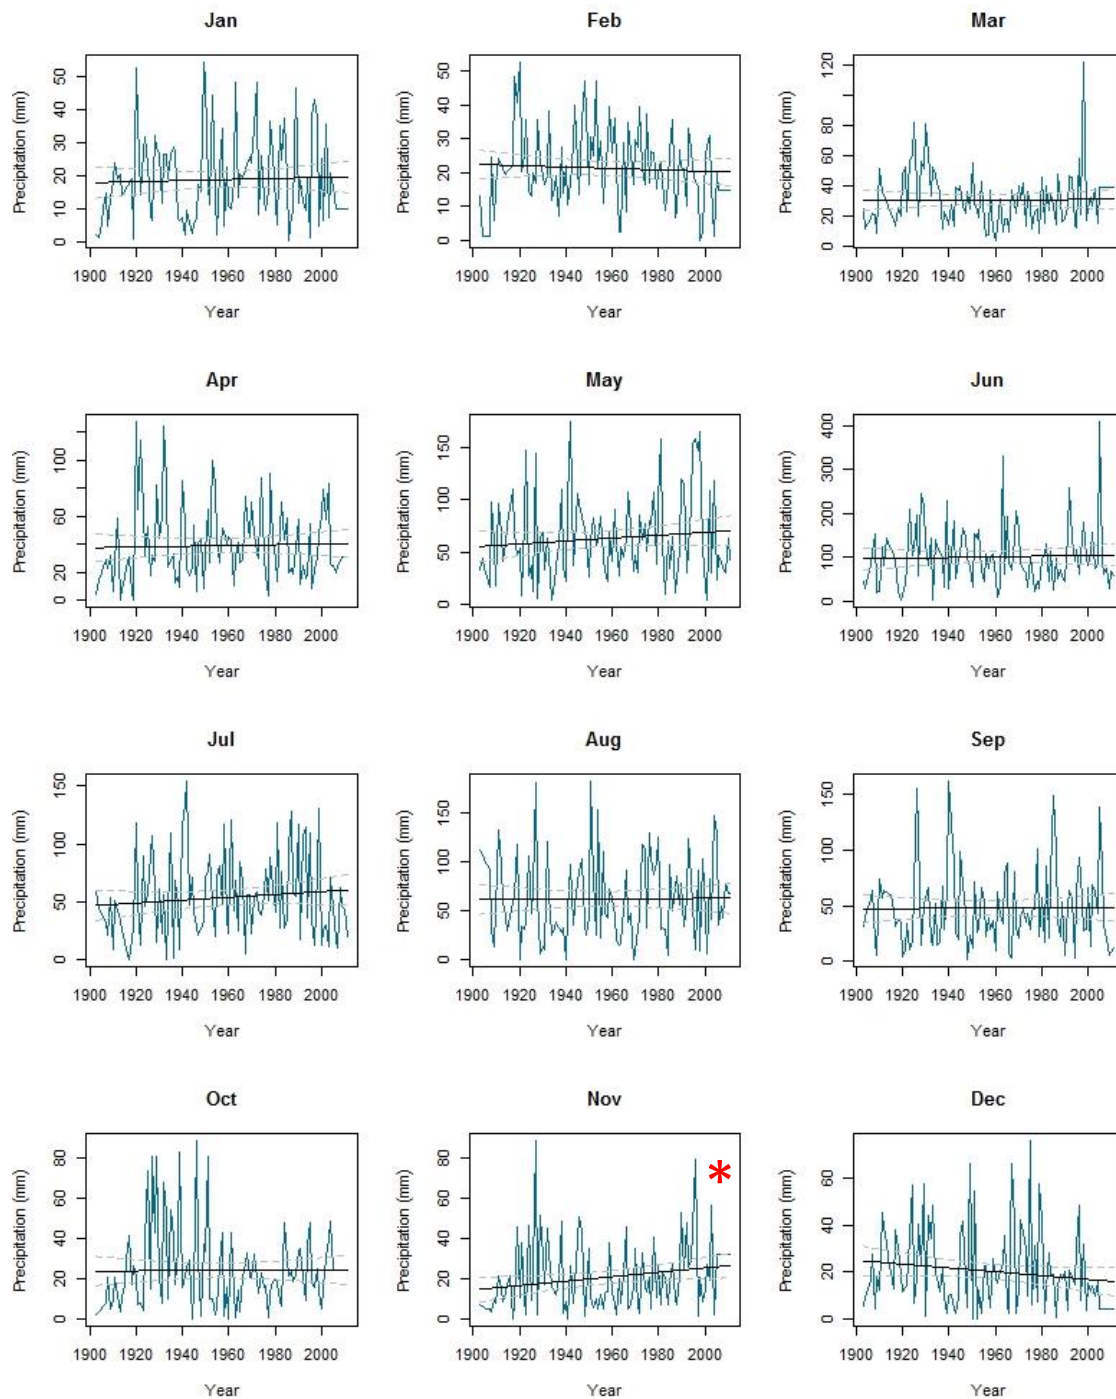 Jan Feb Mar
Precipitation (mm) 0 10 20 30 40 50 Precipitation (mm) 0 10 20 30 40 50 Precipitation (mm) 0 20 40 60 80 120
1900 1920 1940 1960 1980 2000 1900 1920 1940 1960 1980 2000 1900 1920 1940 1960 1980 2000
Year Year Year
Apr May Jun
Precipitation (mm) 0 20 40 60 100 Precipitation (mm) 0 50 100 150 Precipitation (mm) 0 100 200 300 400
1900 1920 1940 1960 1980 2000 1900 1920 1940 1960 1980 2000 1900 1920 1940 1960 1980 2000
Year Year Year
Jul Aug Sep
Precipitation (mm) 0 50 100 150 Precipitation (mm) 0 50 100 150 Precipitation (mm) 0 50 100 150
1900 1920 1940 1960 1980 2000 1900 1920 1940 1960 1980 2000 1900 1920 1940 1960 1980 2000
Year Year Year
Oct Nov Dec
Precipitation (mm) 0 20 40 60 80 Precipitation (mm) 0 20 40 60 80 * Precipitation (mm) 0 20 40 60
1900 1920 1940 1960 1980 2000 1900 1920 1940 1960 1980 2000 1900 1920 1940 1960 1980 2000
Year Year Year